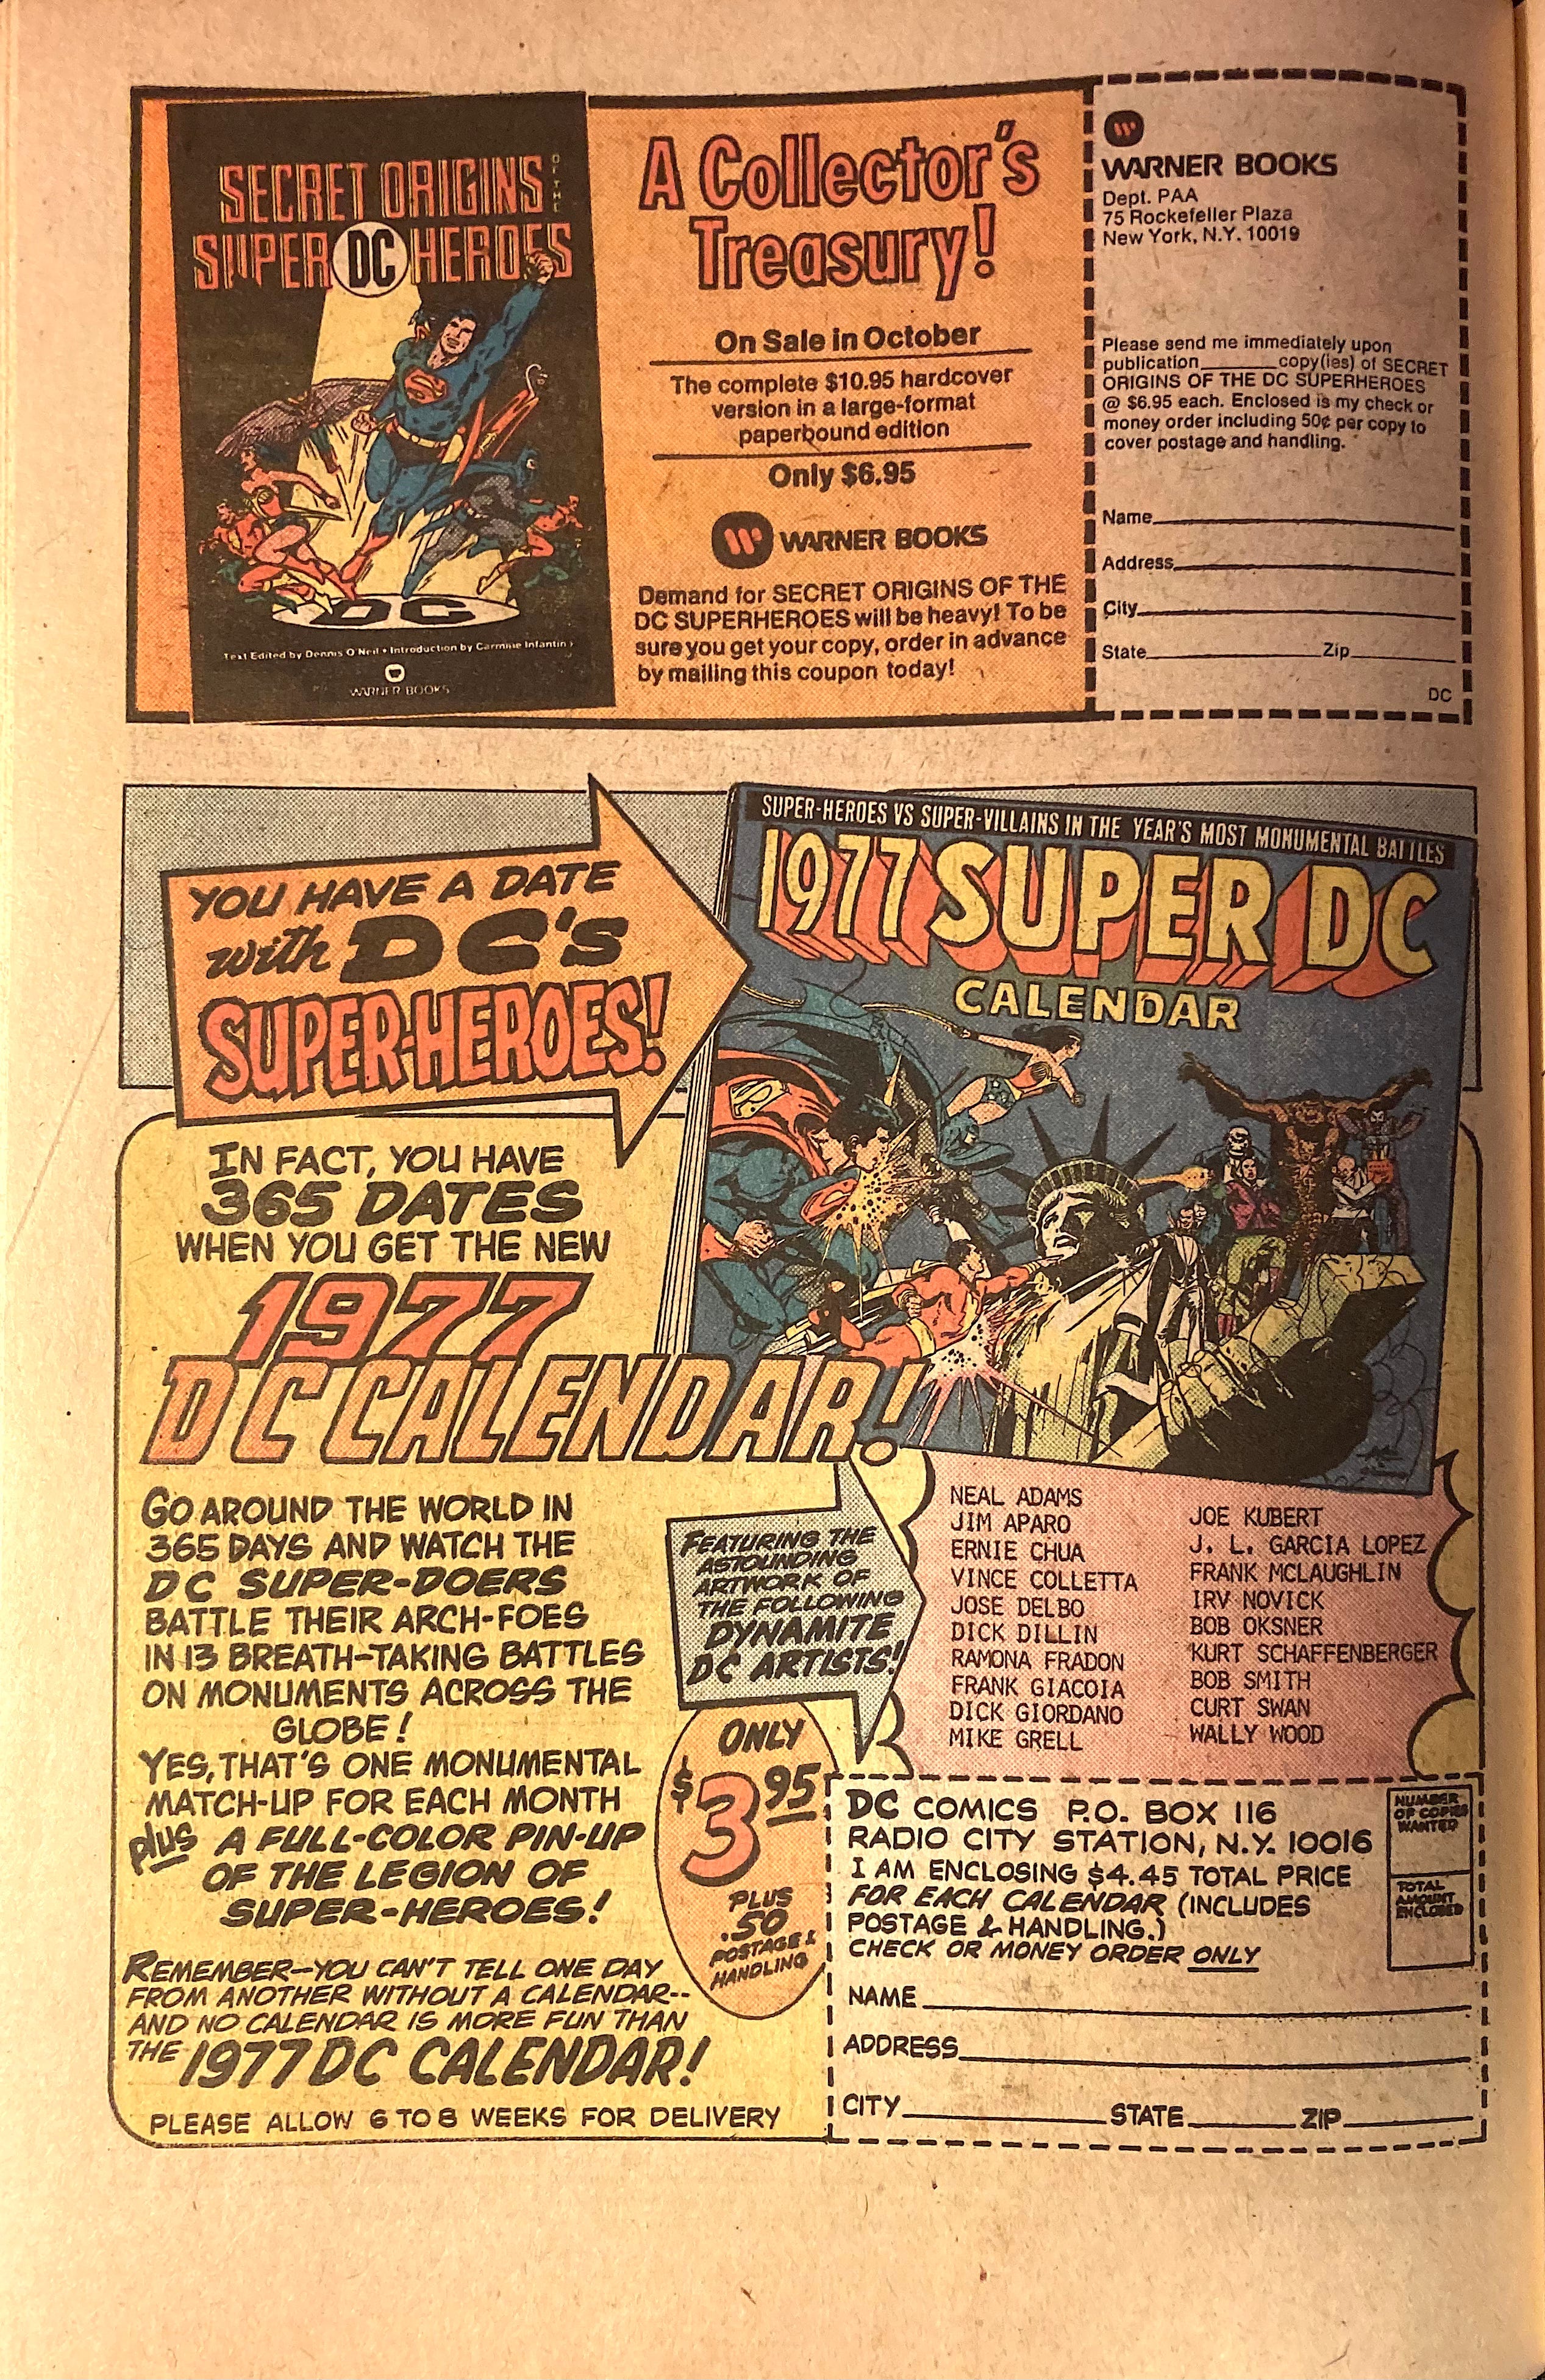 SECRET ORIGINS
OF THE
SUPER DC HEROES
DC
Text Edited by Dennis O'Neil • Introduction by Carmine Infantino
WARNER BOOKS
A Collector's
Treasury!
On Sale in October
The complete $10.95 hardcover
version in a large-format
paperbound edition
Only $6.95
WARNER BOOKS
Demand for SECRET ORIGINS OF THE
DC SUPERHEROES will be heavy! To be
sure you get your copy, order in advance
by mailing this coupon today!
WARNER BOOKS
Dept. PAA
75 Rockefeller Plaza
New York, N.Y. 10019
Please send me immediately upon
publication________copy(ies) of SECRET
ORIGINS OF THE DC SUPERHEROES
@ $6.95 each. Enclosed is my check or
money order including 50¢ per copy to
cover postage and handling.
Name
Address
City
State Zip
DC
YOU HAVE A DATE
with DC'S
SUPER-HEROES!
SUPER-HEROES VS SUPER-VILLAINS IN THE YEAR'S MOST MONUMENTAL BATTLES
1977 SUPER DC
CALENDAR
IN FACT, YOU HAVE
365 DATES
WHEN YOU GET THE NEW
1977
DC CALENDAR!
GO AROUND THE WORLD IN
365 DAYS AND WATCH THE
DC SUPER-DOERS
BATTLE THEIR ARCH-FOES
IN 13 BREATH-TAKING BATTLES
ON MONUMENTS ACROSS THE
GLOBE!
YES, THAT'S ONE MONUMENTAL
MATCH-UP FOR EACH MONTH
plus A FULL-COLOR PIN-UP
OF THE LEGION OF
SUPER-HEROES!
REMEMBER—YOU CAN'T TELL ONE DAY
FROM ANOTHER WITHOUT A CALENDAR--
AND NO CALENDAR IS MORE FUN THAN
THE 1977 DC CALENDAR!
PLEASE ALLOW 6 TO 8 WEEKS FOR DELIVERY
FEATURING THE
ASTOUNDING
ARTWORK OF
THE FOLLOWING
DYNAMITE
DC ARTISTS!
NEAL ADAMS
JIM APARO
ERNIE CHUA
VINCE COLLETTA
JOSE DELBO
DICK DILLIN
RAMONA FRADON
FRANK GIACOIA
DICK GIORDANO
MIKE GRELL
JOE KUBERT
J. L. GARCIA LOPEZ
FRANK MCLAUGHLIN
IRV NOVICK
BOB OKSNER
KURT SCHAFFENBERGER
BOB SMITH
CURT SWAN
WALLY WOOD
ONLY
$3.95
PLUS
.50
POSTAGE &
HANDLING
DC COMICS P.O. BOX 116
RADIO CITY STATION, N.Y. 10016
I AM ENCLOSING $4.45 TOTAL PRICE
FOR EACH CALENDAR (INCLUDES
POSTAGE & HANDLING.)
CHECK OR MONEY ORDER ONLY
NUMBER
OF COPIES
WANTED
TOTAL
AMOUNT
ENCLOSED
NAME
ADDRESS
CITY STATE ZIP